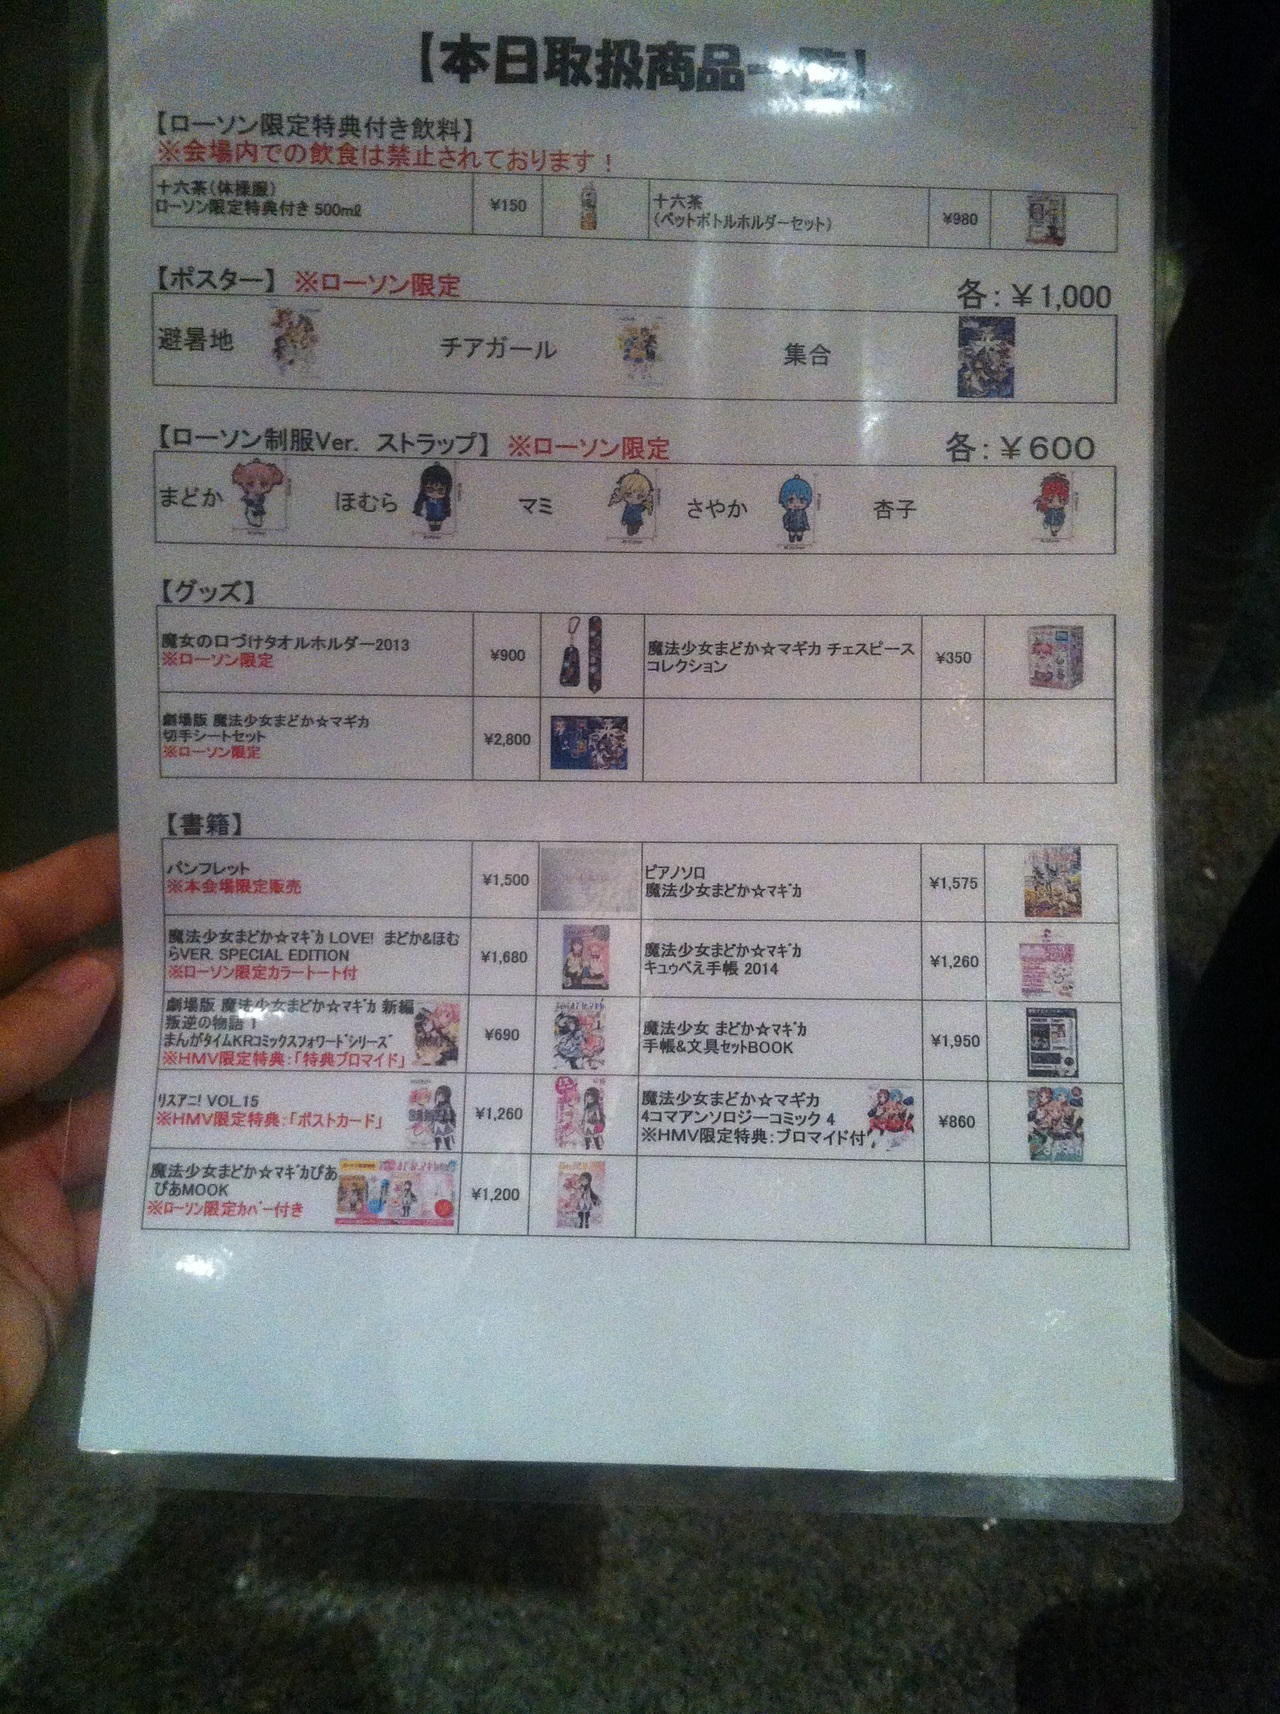 【本日取扱商品一覧】
【ローソン限定特典付き飲料】
※会場内での飲食は禁止されております！
十六茶(体操服)
ローソン限定特典付き 500mℓ
¥150
十六茶
(ペットボトルホルダーセット)
¥980
【ポスター】 ※ローソン限定 各:￥1,000
避暑地 チアガール 集合
【ローソン制服Ver. ストラップ】 ※ローソン限定 各:￥600
まどか ほむら マミ さやか 杏子
【グッズ】
魔女の口づけタオルホルダー2013
※ローソン限定
¥900
魔法少女まどか☆マギカ チェスピース
コレクション
¥350
劇場版 魔法少女まどか☆マギカ
切手シートセット
※ローソン限定
¥2,800
【書籍】
パンフレット
※本会場限定販売
¥1,500
ピアノソロ
魔法少女まどか☆マギカ
¥1,575
魔法少女まどか☆マギカ LOVE! まどか&ほむ
らVER. SPECIAL EDITION
※ローソン限定カラートート付
¥1,680
魔法少女まどか☆マギカ
キュゥべえ手帳 2014
¥1,260
劇場版 魔法少女まどか☆マギカ 新編
叛逆の物語 1
まんがタイムKRコミックスフォワードシリーズ
※HMV限定特典:「特典ブロマイド」
¥690
魔法少女 まどか☆マギカ
手帳&文具セットBOOK
¥1,950
リスアニ! VOL.15
※HMV限定特典:「ポストカード」
¥1,260
魔法少女まどか☆マギカ
4コマアンソロジーコミック 4
※HMV限定特典:ブロマイド付
¥860
魔法少女まどか☆マギカぴあ
ぴあMOOK
※ローソン限定カバー付き
¥1,200